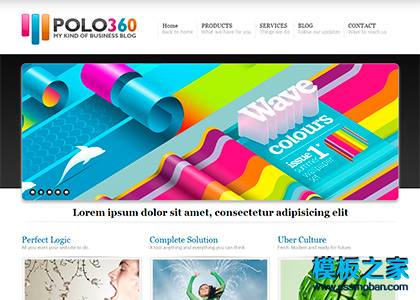 POLO360
MY KIND OF BUSINESS BLOG
Home
Back to home
PRODUCTS
What we have for you
SERVICES
Things we do
BLOG
Follow our updates
CONTACT
Ways to reach us
Wave
colours
issue 1
Lorem ipsum dolor sit amet, consectetur adipisicing elit
Perfect Logic
All you want your website to do.
Complete Solution
A tool anything and everything you can think
Uber Culture
Fresh. Modern and ready for future
模板之家
www.cssmoban.com